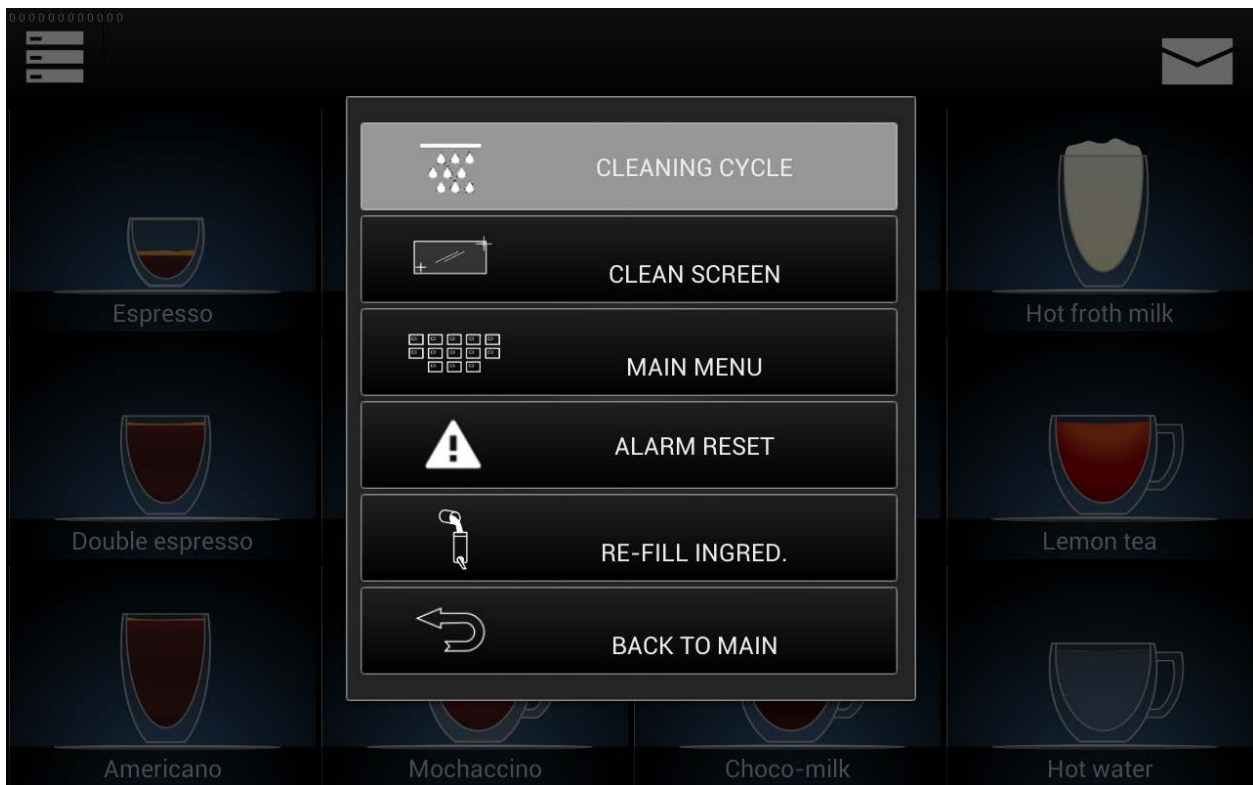 000000000000
CLEANING CYCLE
CLEAN SCREEN
Espresso
Hot froth milk
MAIN MENU
ALARM RESET
Double espresso
RE-FILL INGRED.
Lemon tea
BACK TO MAIN
Americano
Mochaccino
Choco-milk
Hot water